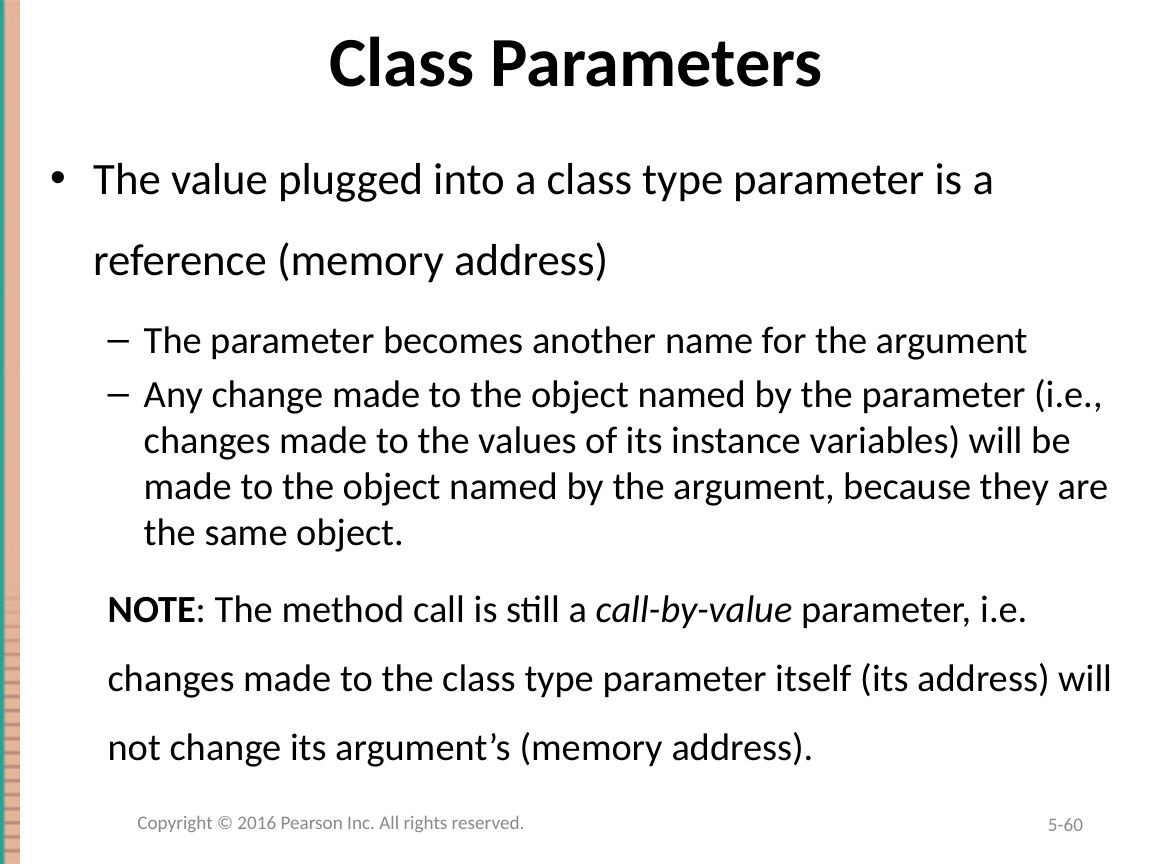 Class Parameters
• The value plugged into a class type parameter is a
reference (memory address)
– The parameter becomes another name for the argument
– Any change made to the object named by the parameter (i.e.,
changes made to the values of its instance variables) will be
made to the object named by the argument, because they are
the same object.
NOTE: The method call is still a call-by-value parameter, i.e.
changes made to the class type parameter itself (its address) will
not change its argument’s (memory address).
Copyright © 2016 Pearson Inc. All rights reserved.
5-60